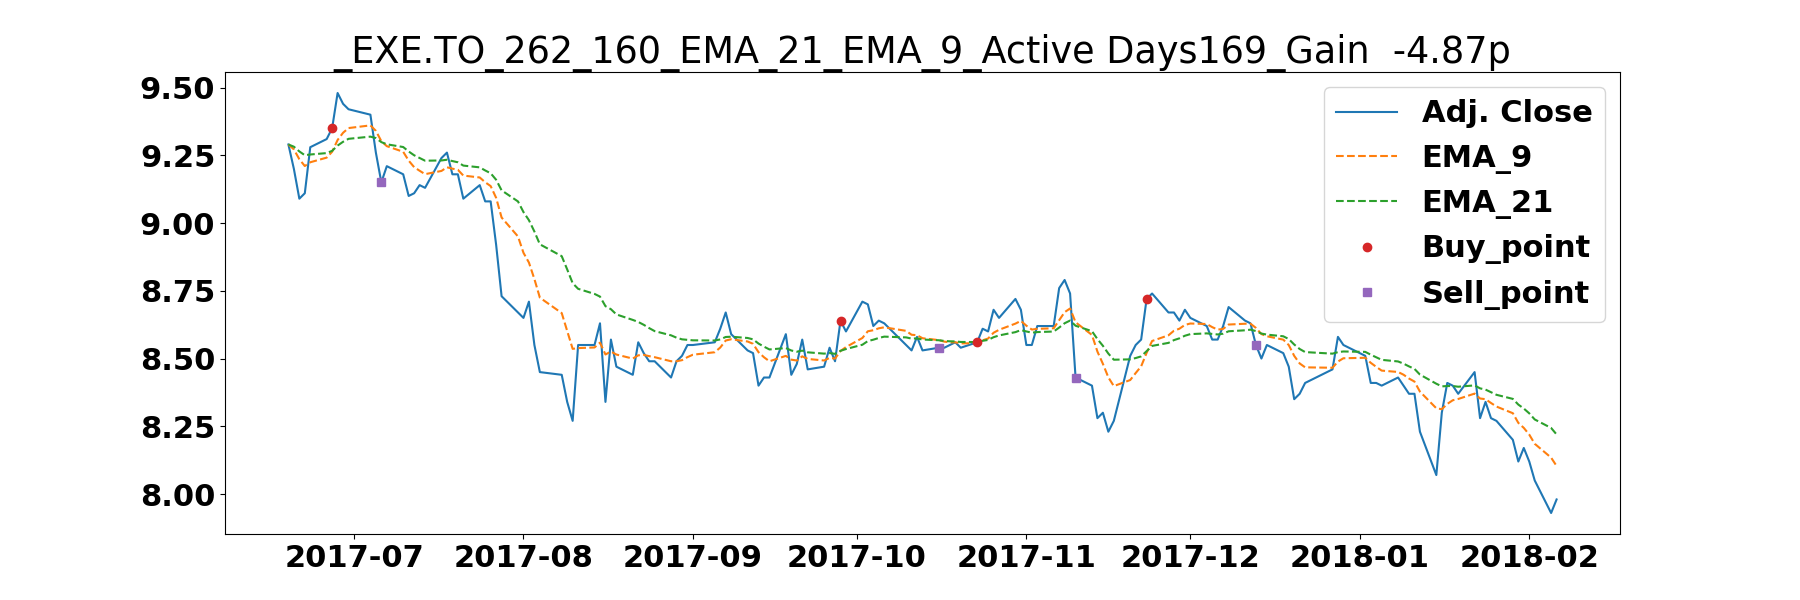 _EXE.TO_262_160_EMA_21_EMA_9_Active Days169_Gain  -4.87p
9.50
9.25
9.00
8.75
8.50
8.25
8.00
Adj. Close
EMA_9
EMA_21
Buy_point
Sell_point
2017-07 2017-08 2017-09 2017-10 2017-11 2017-12 2018-01 2018-02